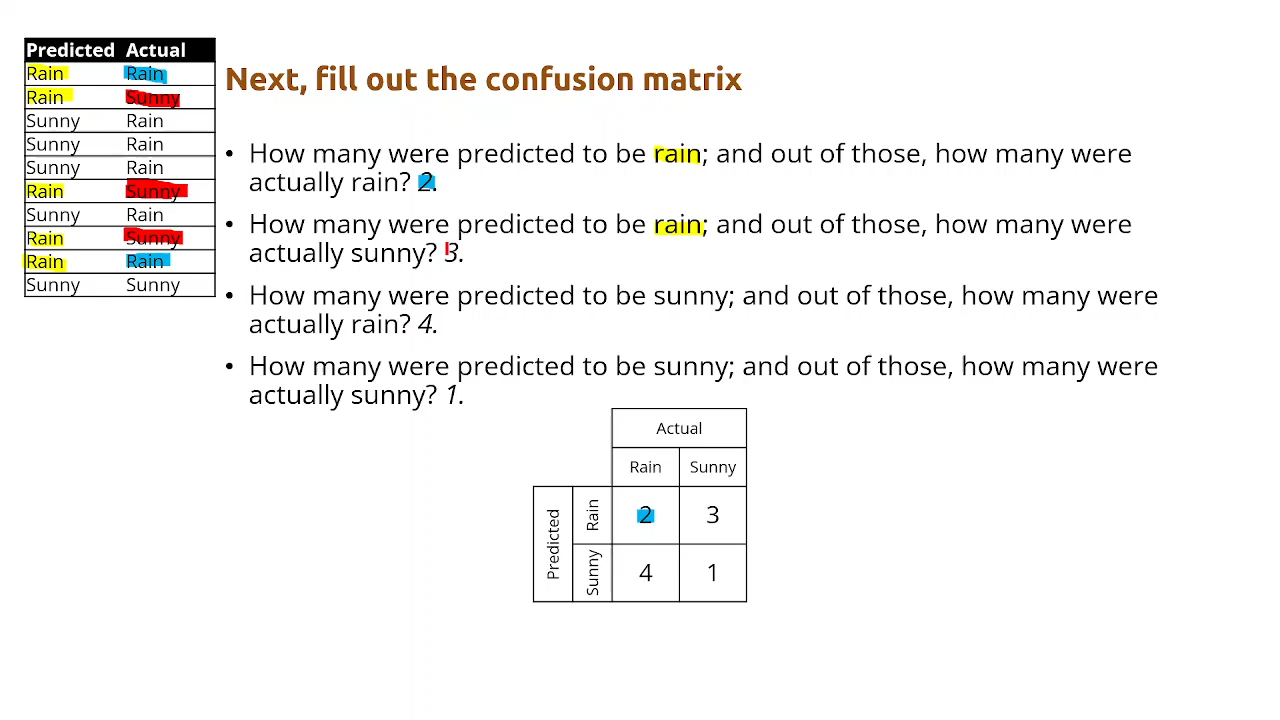 Predicted Actual
Rain Rain
Rain Sunny
Sunny Rain
Sunny Rain
Sunny Rain
Rain Sunny
Sunny Rain
Rain Sunny
Rain Rain
Sunny Sunny
Next, fill out the confusion matrix
• How many were predicted to be rain; and out of those, how many were
actually rain? 2.
• How many were predicted to be rain; and out of those, how many were
actually sunny? 3.
• How many were predicted to be sunny; and out of those, how many were
actually rain? 4.
• How many were predicted to be sunny; and out of those, how many were
actually sunny? 1.
Actual
Rain Sunny
Predicted
Rain 2 3
Sunny 4 1